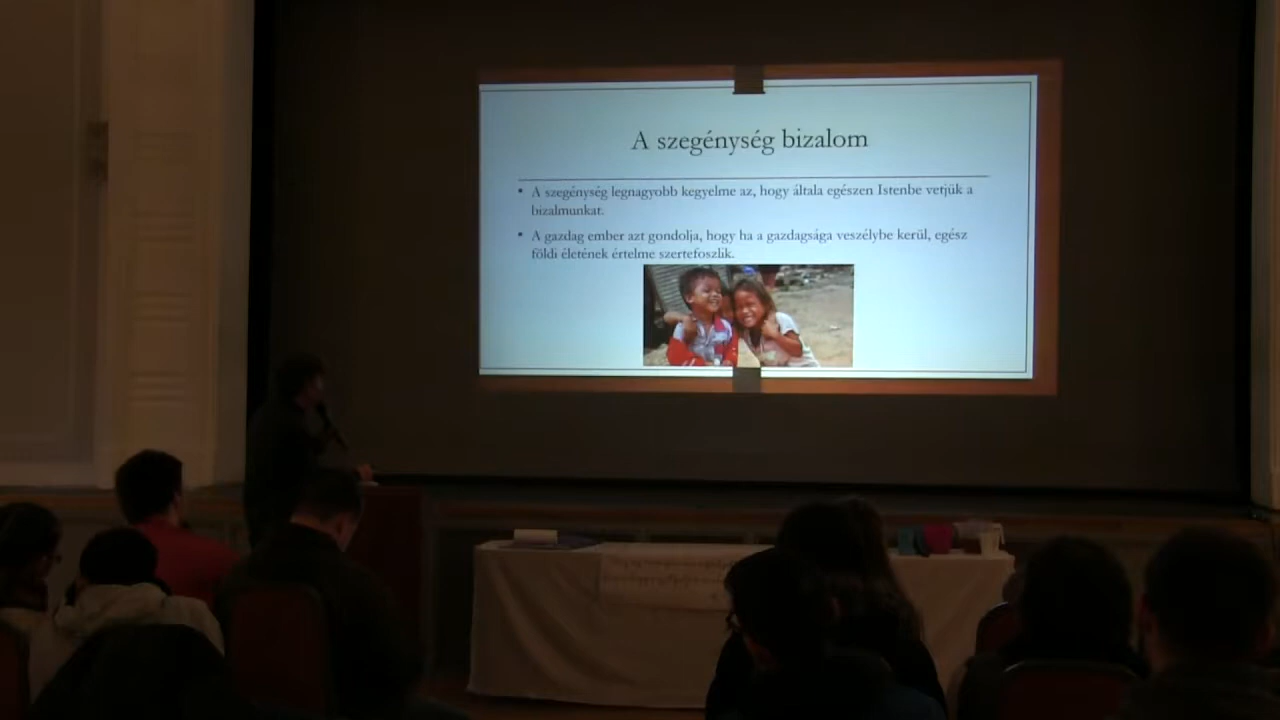 A szegénység bizalom
• A szegénység legnagyobb kegyelme az, hogy általa egészen Istenbe vetjük a
bizalmunkat.
• A gazdag ember azt gondolja, hogy ha a gazdagsága veszélybe kerül, egész
földi életének értelme szertefoszlik.